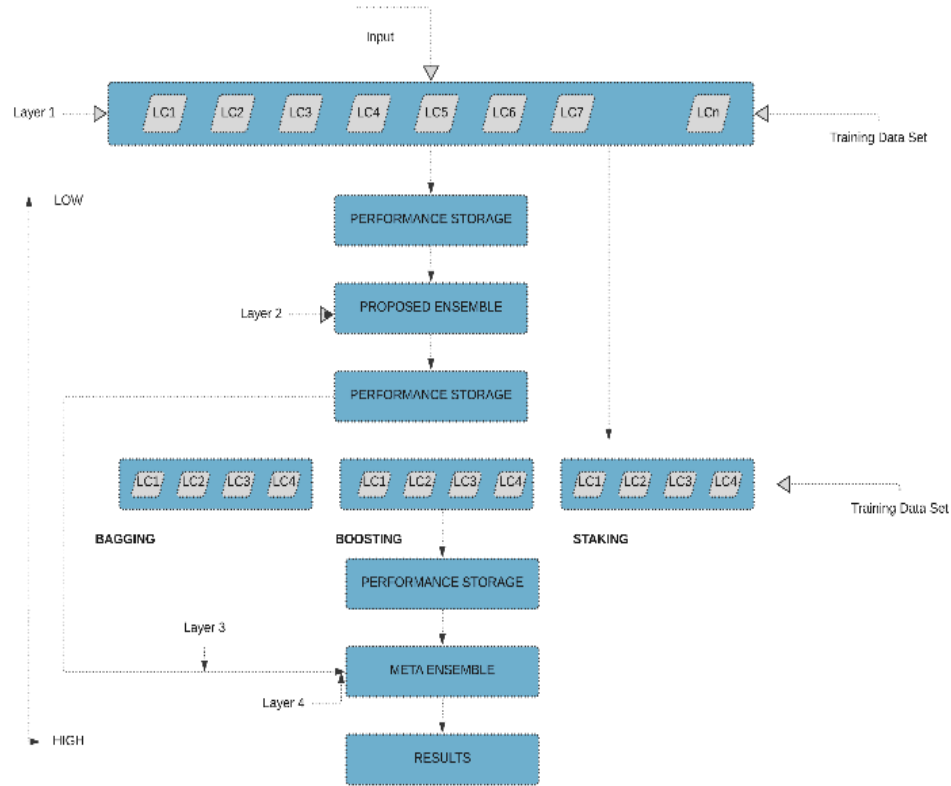 Input
Layer 1
LC1 LC2 LC3 LC4 LC5 LC6 LC7 LCn
Training Data Set
LOW
PERFORMANCE STORAGE
PROPOSED ENSEMBLE
Layer 2
PERFORMANCE STORAGE
LC1 LC2 LC3 LC4
LC1 LC2 LC3 LC4
LC1 LC2 LC3 LC4
Training Data Set
BAGGING
BOOSTING
STAKING
PERFORMANCE STORAGE
Layer 3
META ENSEMBLE
Layer 4
HIGH
RESULTS